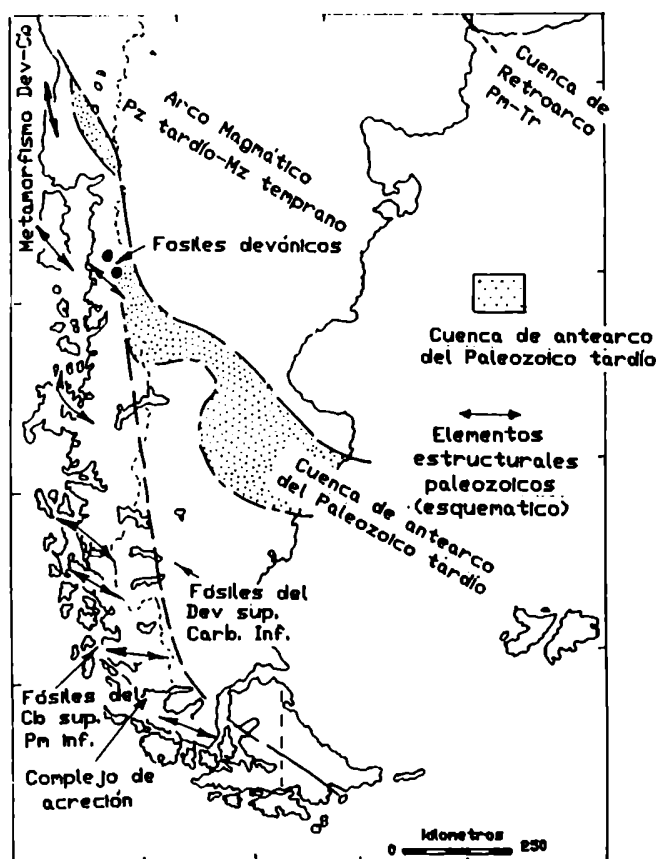 Metamorfismo Dev-Co
Arco Magmático
Pz tardío-Mz temprano
Cuenca de
Retroarco
Pm-Tr
Fosiles devónicos
Cuenca de antearco
del Paleozoico tardío
Elementos
estructurales
paleozoicos
(esquematico)
Cuenca de antearco
del Paleozoico tardío
Fósiles del
Dev sup.
Carb. Inf.
Fósiles del
Cb sup.
Pm inf.
Complejo de
acreción
kilometros
0 250